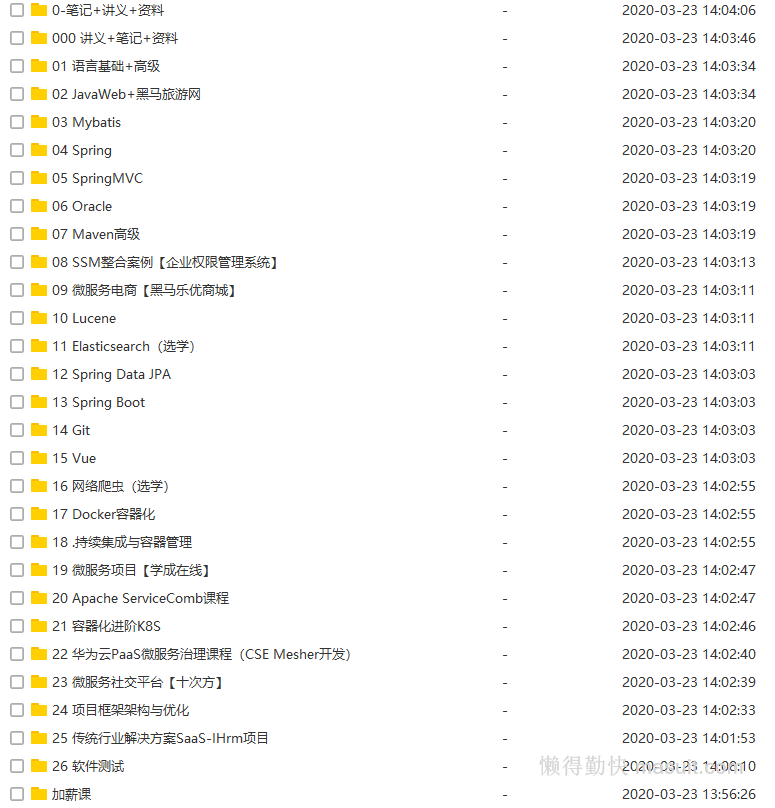 0-笔记+讲义+资料 - 2020-03-23 14:04:06
000 讲义+笔记+资料 - 2020-03-23 14:03:46
01 语言基础+高级 - 2020-03-23 14:03:34
02 JavaWeb+黑马旅游网 - 2020-03-23 14:03:34
03 Mybatis - 2020-03-23 14:03:20
04 Spring - 2020-03-23 14:03:20
05 SpringMVC - 2020-03-23 14:03:19
06 Oracle - 2020-03-23 14:03:19
07 Maven高级 - 2020-03-23 14:03:19
08 SSM整合案例【企业权限管理系统】 - 2020-03-23 14:03:13
09 微服务电商【黑马乐优商城】 - 2020-03-23 14:03:11
10 Lucene - 2020-03-23 14:03:11
11 Elasticsearch（选学） - 2020-03-23 14:03:11
12 Spring Data JPA - 2020-03-23 14:03:03
13 Spring Boot - 2020-03-23 14:03:03
14 Git - 2020-03-23 14:03:03
15 Vue - 2020-03-23 14:03:03
16 网络爬虫（选学） - 2020-03-23 14:02:55
17 Docker容器化 - 2020-03-23 14:02:55
18 .持续集成与容器管理 - 2020-03-23 14:02:55
19 微服务项目【学成在线】 - 2020-03-23 14:02:47
20 Apache ServiceComb课程 - 2020-03-23 14:02:47
21 容器化进阶K8S - 2020-03-23 14:02:46
22 华为云PaaS微服务治理课程（CSE Mesher开发） - 2020-03-23 14:02:40
23 微服务社交平台【十次方】 - 2020-03-23 14:02:39
24 项目框架架构与优化 - 2020-03-23 14:02:33
25 传统行业解决方案SaaS-IHrm项目 - 2020-03-23 14:01:53
26 软件测试 - 2020-03-23 14:00:10
懒得勤快 masuit.com
加薪课 - 2020-03-23 13:56:26